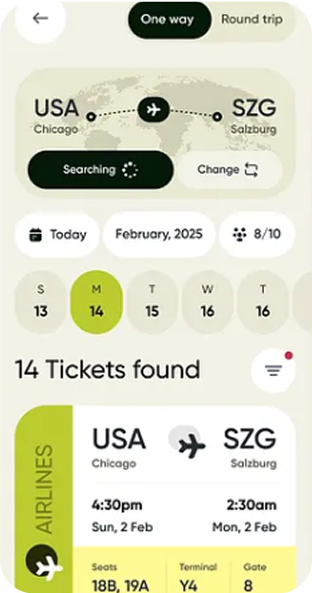 One way Round trip
USA SZG
Chicago Salzburg
Searching Change
Today February, 2025 8/10
S M T W T
13 14 15 16 16
14 Tickets found
AIRLINES
USA SZG
Chicago Salzburg
4:30pm 2:30am
Sun, 2 Feb Mon, 2 Feb
Seats Terminal Gate
18B, 19A Y4 8